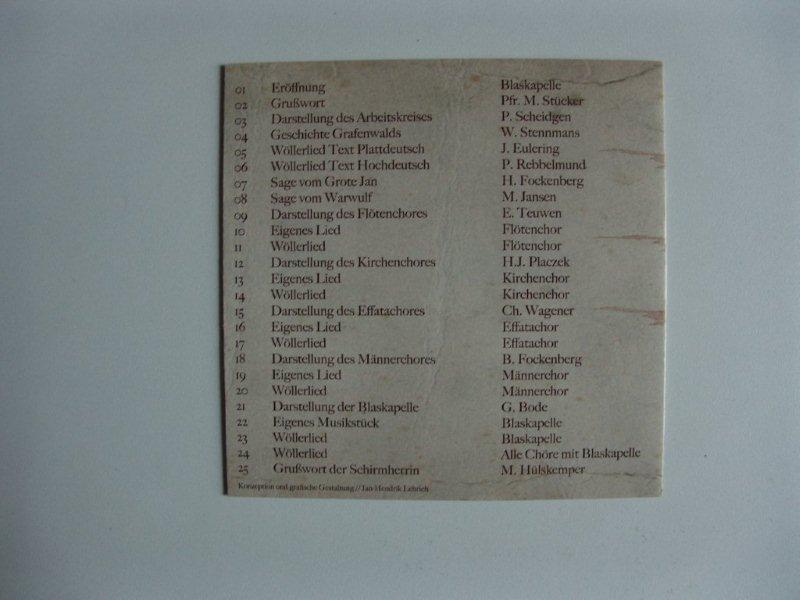 01 Eröffnung Blaskapelle
02 Grußwort Pfr. M. Stücker
03 Darstellung des Arbeitskreises P. Scheidgen
04 Geschichte Grafenwalds W. Stennmans
05 Wöllerlied Text Plattdeutsch J. Eulering
06 Wöllerlied Text Hochdeutsch P. Rebbelmund
07 Sage vom Grote Jan H. Fockenberg
08 Sage vom Warwulf M. Jansen
09 Darstellung des Flötenchores E. Teuwen
10 Eigenes Lied Flötenchor
11 Wöllerlied Flötenchor
12 Darstellung des Kirchenchores H.J. Placzek
13 Eigenes Lied Kirchenchor
14 Wöllerlied Kirchenchor
15 Darstellung des Effatachores Ch. Wagener
16 Eigenes Lied Effatachor
17 Wöllerlied Effatachor
18 Darstellung des Männerchores B. Fockenberg
19 Eigenes Lied Männerchor
20 Wöllerlied Männerchor
21 Darstellung der Blaskapelle G. Bode
22 Eigenes Musikstück Blaskapelle
23 Wöllerlied Blaskapelle
24 Wöllerlied Alle Chöre mit Blaskapelle
25 Grußwort der Schirmherrin M. Hülskemper
Konzeption und grafische Gestaltung // Jan-Hendrik Lehrich